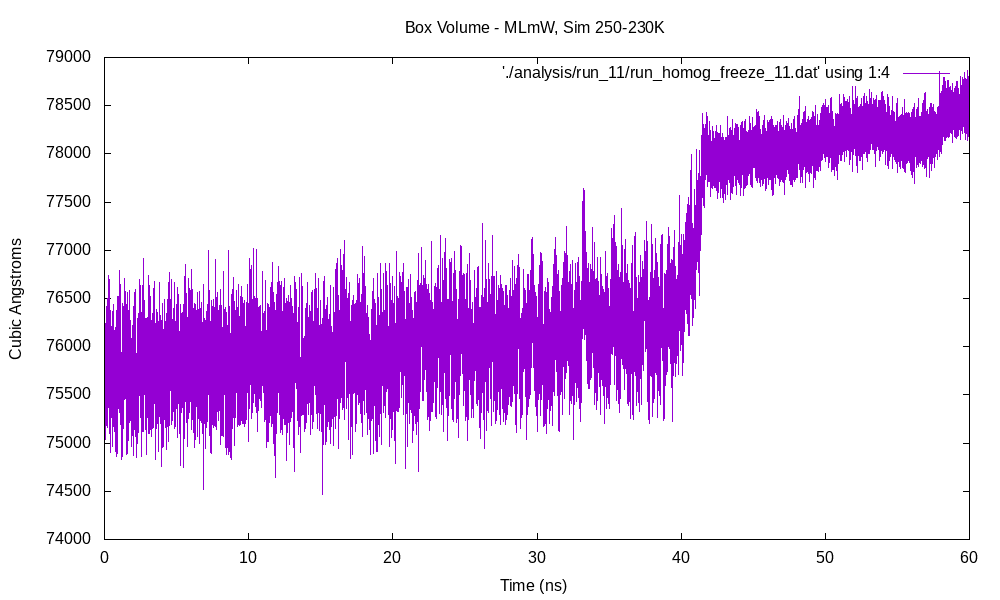 Box Volume - MLmW, Sim 250-230K
'./analysis/run_11/run_homog_freeze_11.dat' using 1:4
79000
78500
78000
77500
77000
76500
76000
75500
75000
74500
74000
Cubic Angstroms
0 10 20 30 40 50 60
Time (ns)